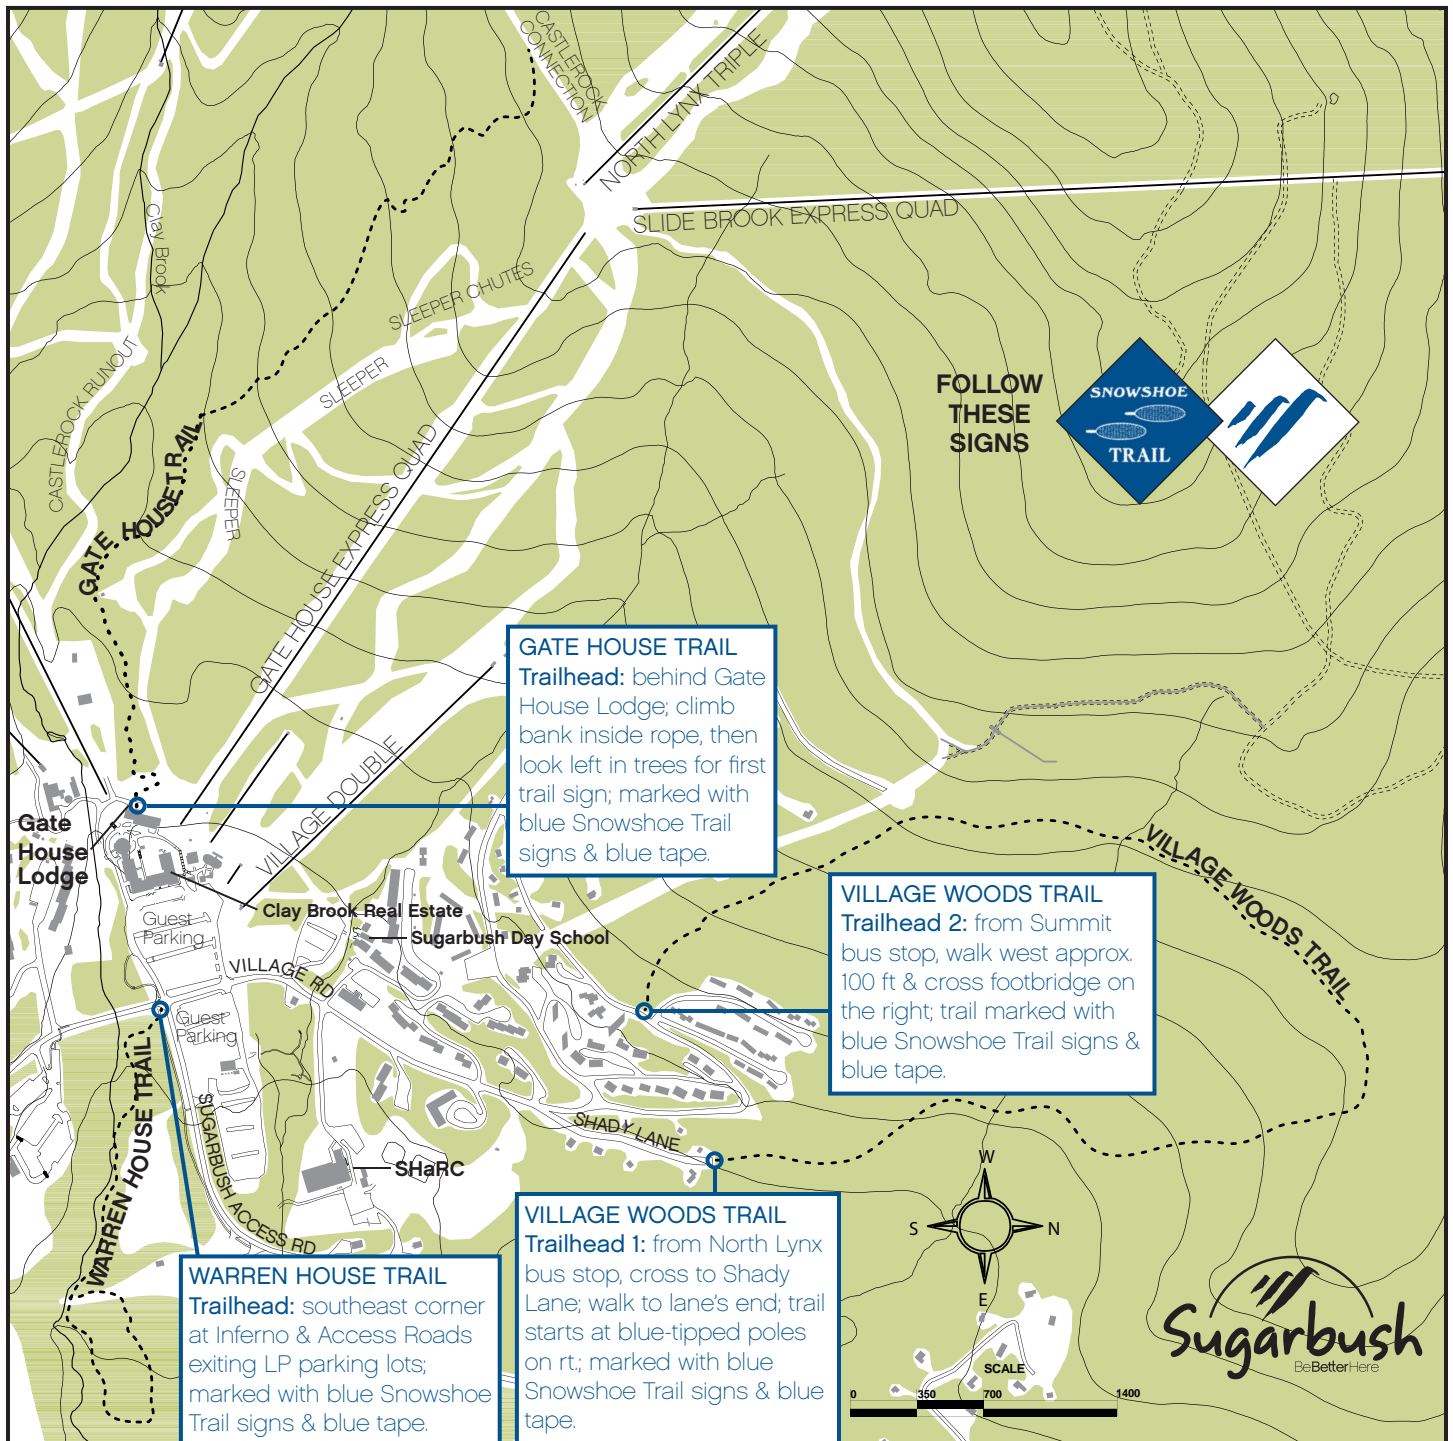 CASTLEROCK
CONNECTION
NORTH LYNX TRIPLE
SLIDE BROOK EXPRESS QUAD
Clay Brook
SLEEPER CHUTES
SLEEPER
CASTLEROCK RUNOUT
GATE HOUSE TRAIL
SLEEPER
GATE HOUSE EXPRESS QUAD
FOLLOW
THESE
SIGNS
SNOWSHOE
TRAIL
GATE HOUSE TRAIL
Trailhead: behind Gate
House Lodge; climb
bank inside rope, then
look left in trees for first
trail sign; marked with
blue Snowshoe Trail
signs & blue tape.
VILLAGE DOUBLE
Gate
House
Lodge
Clay Brook Real Estate
Sugarbush Day School
Guest
Parking
VILLAGE RD
Guest
Parking
VILLAGE WOODS TRAIL
VILLAGE WOODS TRAIL
Trailhead 2: from Summit
bus stop, walk west approx.
100 ft & cross footbridge on
the right; trail marked with
blue Snowshoe Trail signs &
blue tape.
WARREN HOUSE TRAIL
SUGARBUSH ACCESS RD
SHADY LANE
SHaRC
WARREN HOUSE TRAIL
Trailhead: southeast corner
at Inferno & Access Roads
exiting LP parking lots;
marked with blue Snowshoe
Trail signs & blue tape.
VILLAGE WOODS TRAIL
Trailhead 1: from North Lynx
bus stop, cross to Shady
Lane; walk to lane's end; trail
starts at blue-tipped poles
on rt.; marked with blue
Snowshoe Trail signs & blue
tape.
W
S
N
E
SCALE
0 350 700 1400
Sugarbush
BeBetterHere